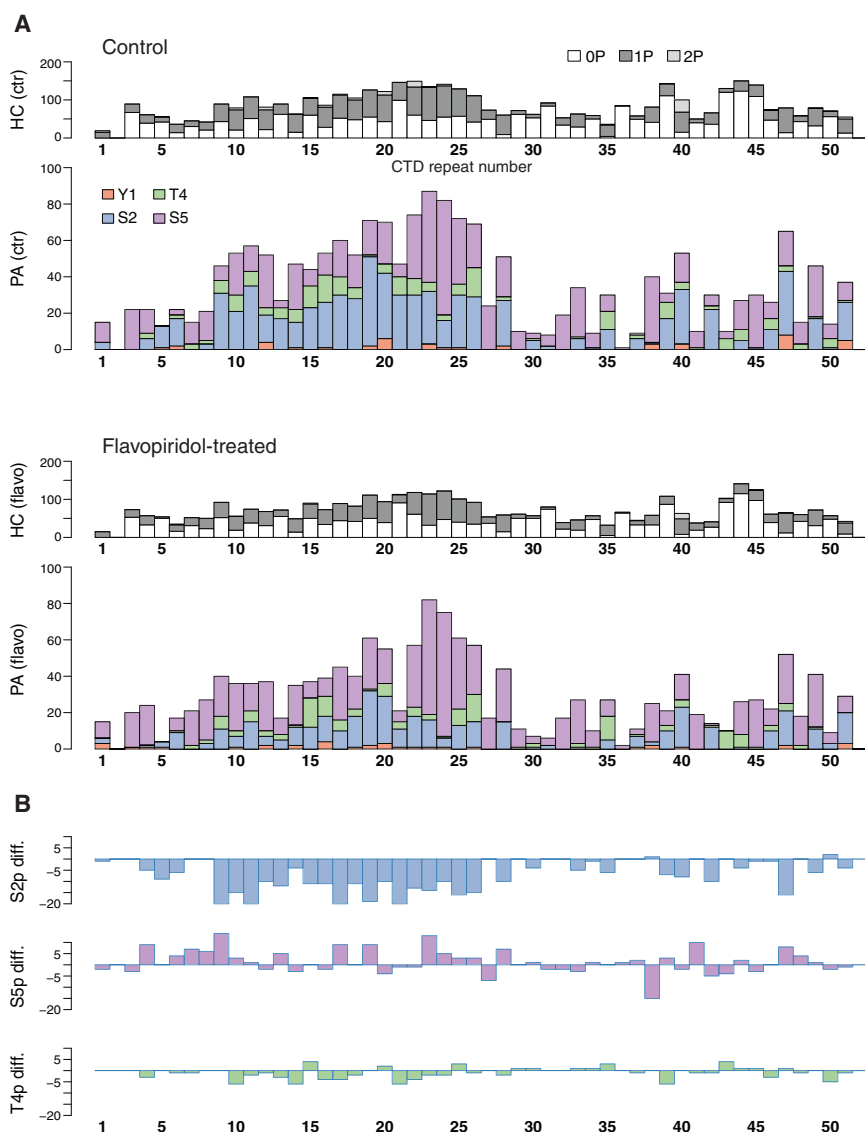 A
Control
0P 1P 2P
HC (ctr)
200
100
0
1 5 10 15 20 25 30 35 40 45 50
CTD repeat number
PA (ctr)
100
80
60
40
20
0
Y1 T4
S2 S5
1 5 10 15 20 25 30 35 40 45 50
Flavopiridol-treated
HC (flavo)
200
100
0
1 5 10 15 20 25 30 35 40 45 50
PA (flavo)
100
80
60
40
20
0
1 5 10 15 20 25 30 35 40 45 50
B
S2p diff.
5
−5
−20
S5p diff.
5
−5
−20
T4p diff.
5
−5
−20
1 5 10 15 20 25 30 35 40 45 50